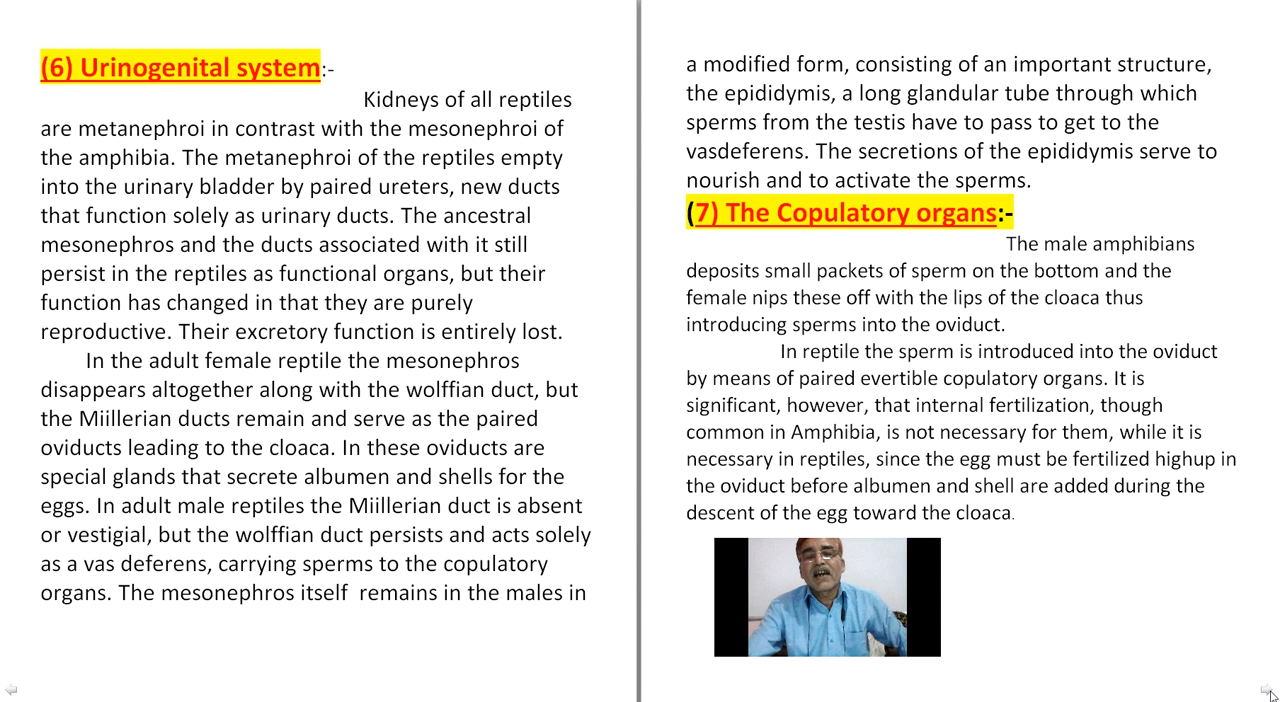 (6) Urinogenital system:-
Kidneys of all reptiles
are metanephroi in contrast with the mesonephroi of
the amphibia. The metanephroi of the reptiles empty
into the urinary bladder by paired ureters, new ducts
that function solely as urinary ducts. The ancestral
mesonephros and the ducts associated with it still
persist in the reptiles as functional organs, but their
function has changed in that they are purely
reproductive. Their excretory function is entirely lost.
In the adult female reptile the mesonephros
disappears altogether along with the wolffian duct, but
the Miillerian ducts remain and serve as the paired
oviducts leading to the cloaca. In these oviducts are
special glands that secrete albumen and shells for the
eggs. In adult male reptiles the Miillerian duct is absent
or vestigial, but the wolffian duct persists and acts solely
as a vas deferens, carrying sperms to the copulatory
organs. The mesonephros itself  remains in the males in
a modified form, consisting of an important structure,
the epididymis, a long glandular tube through which
sperms from the testis have to pass to get to the
vasdeferens. The secretions of the epididymis serve to
nourish and to activate the sperms.
(7) The Copulatory organs:-
The male amphibians
deposits small packets of sperm on the bottom and the
female nips these off with the lips of the cloaca thus
introducing sperms into the oviduct.
In reptile the sperm is introduced into the oviduct
by means of paired evertible copulatory organs. It is
significant, however, that internal fertilization, though
common in Amphibia, is not necessary for them, while it is
necessary in reptiles, since the egg must be fertilized highup in
the oviduct before albumen and shell are added during the
descent of the egg toward the cloaca.